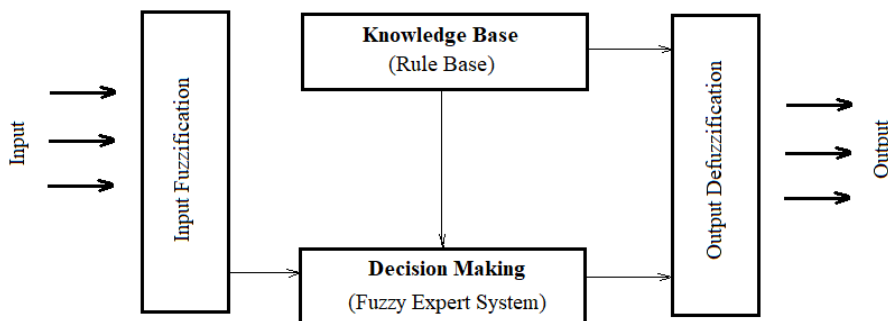 Input
Input Fuzzification
Knowledge Base
(Rule Base)
Decision Making
(Fuzzy Expert System)
Output Defuzzification
Output